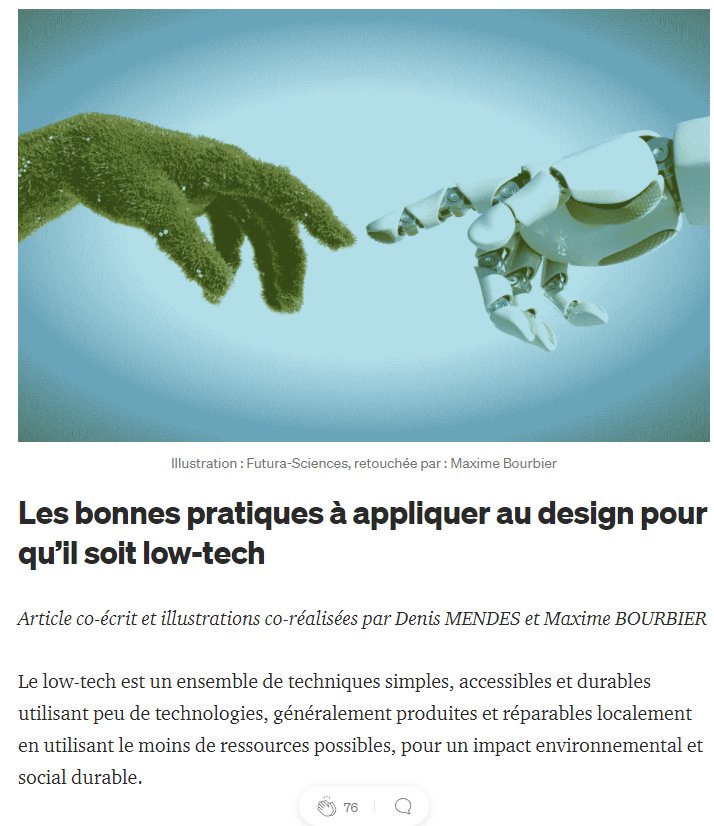 Illustration : Futura-Sciences, retouchée par : Maxime Bourbier
Les bonnes pratiques à appliquer au design pour
qu’il soit low-tech
Article co-écrit et illustrations co-réalisées par Denis MENDES et Maxime BOURBIER
Le low-tech est un ensemble de techniques simples, accessibles et durables
utilisant peu de technologies, généralement produites et réparables localement
en utilisant le moins de ressources possibles, pour un impact environnemental et
social durable.
76